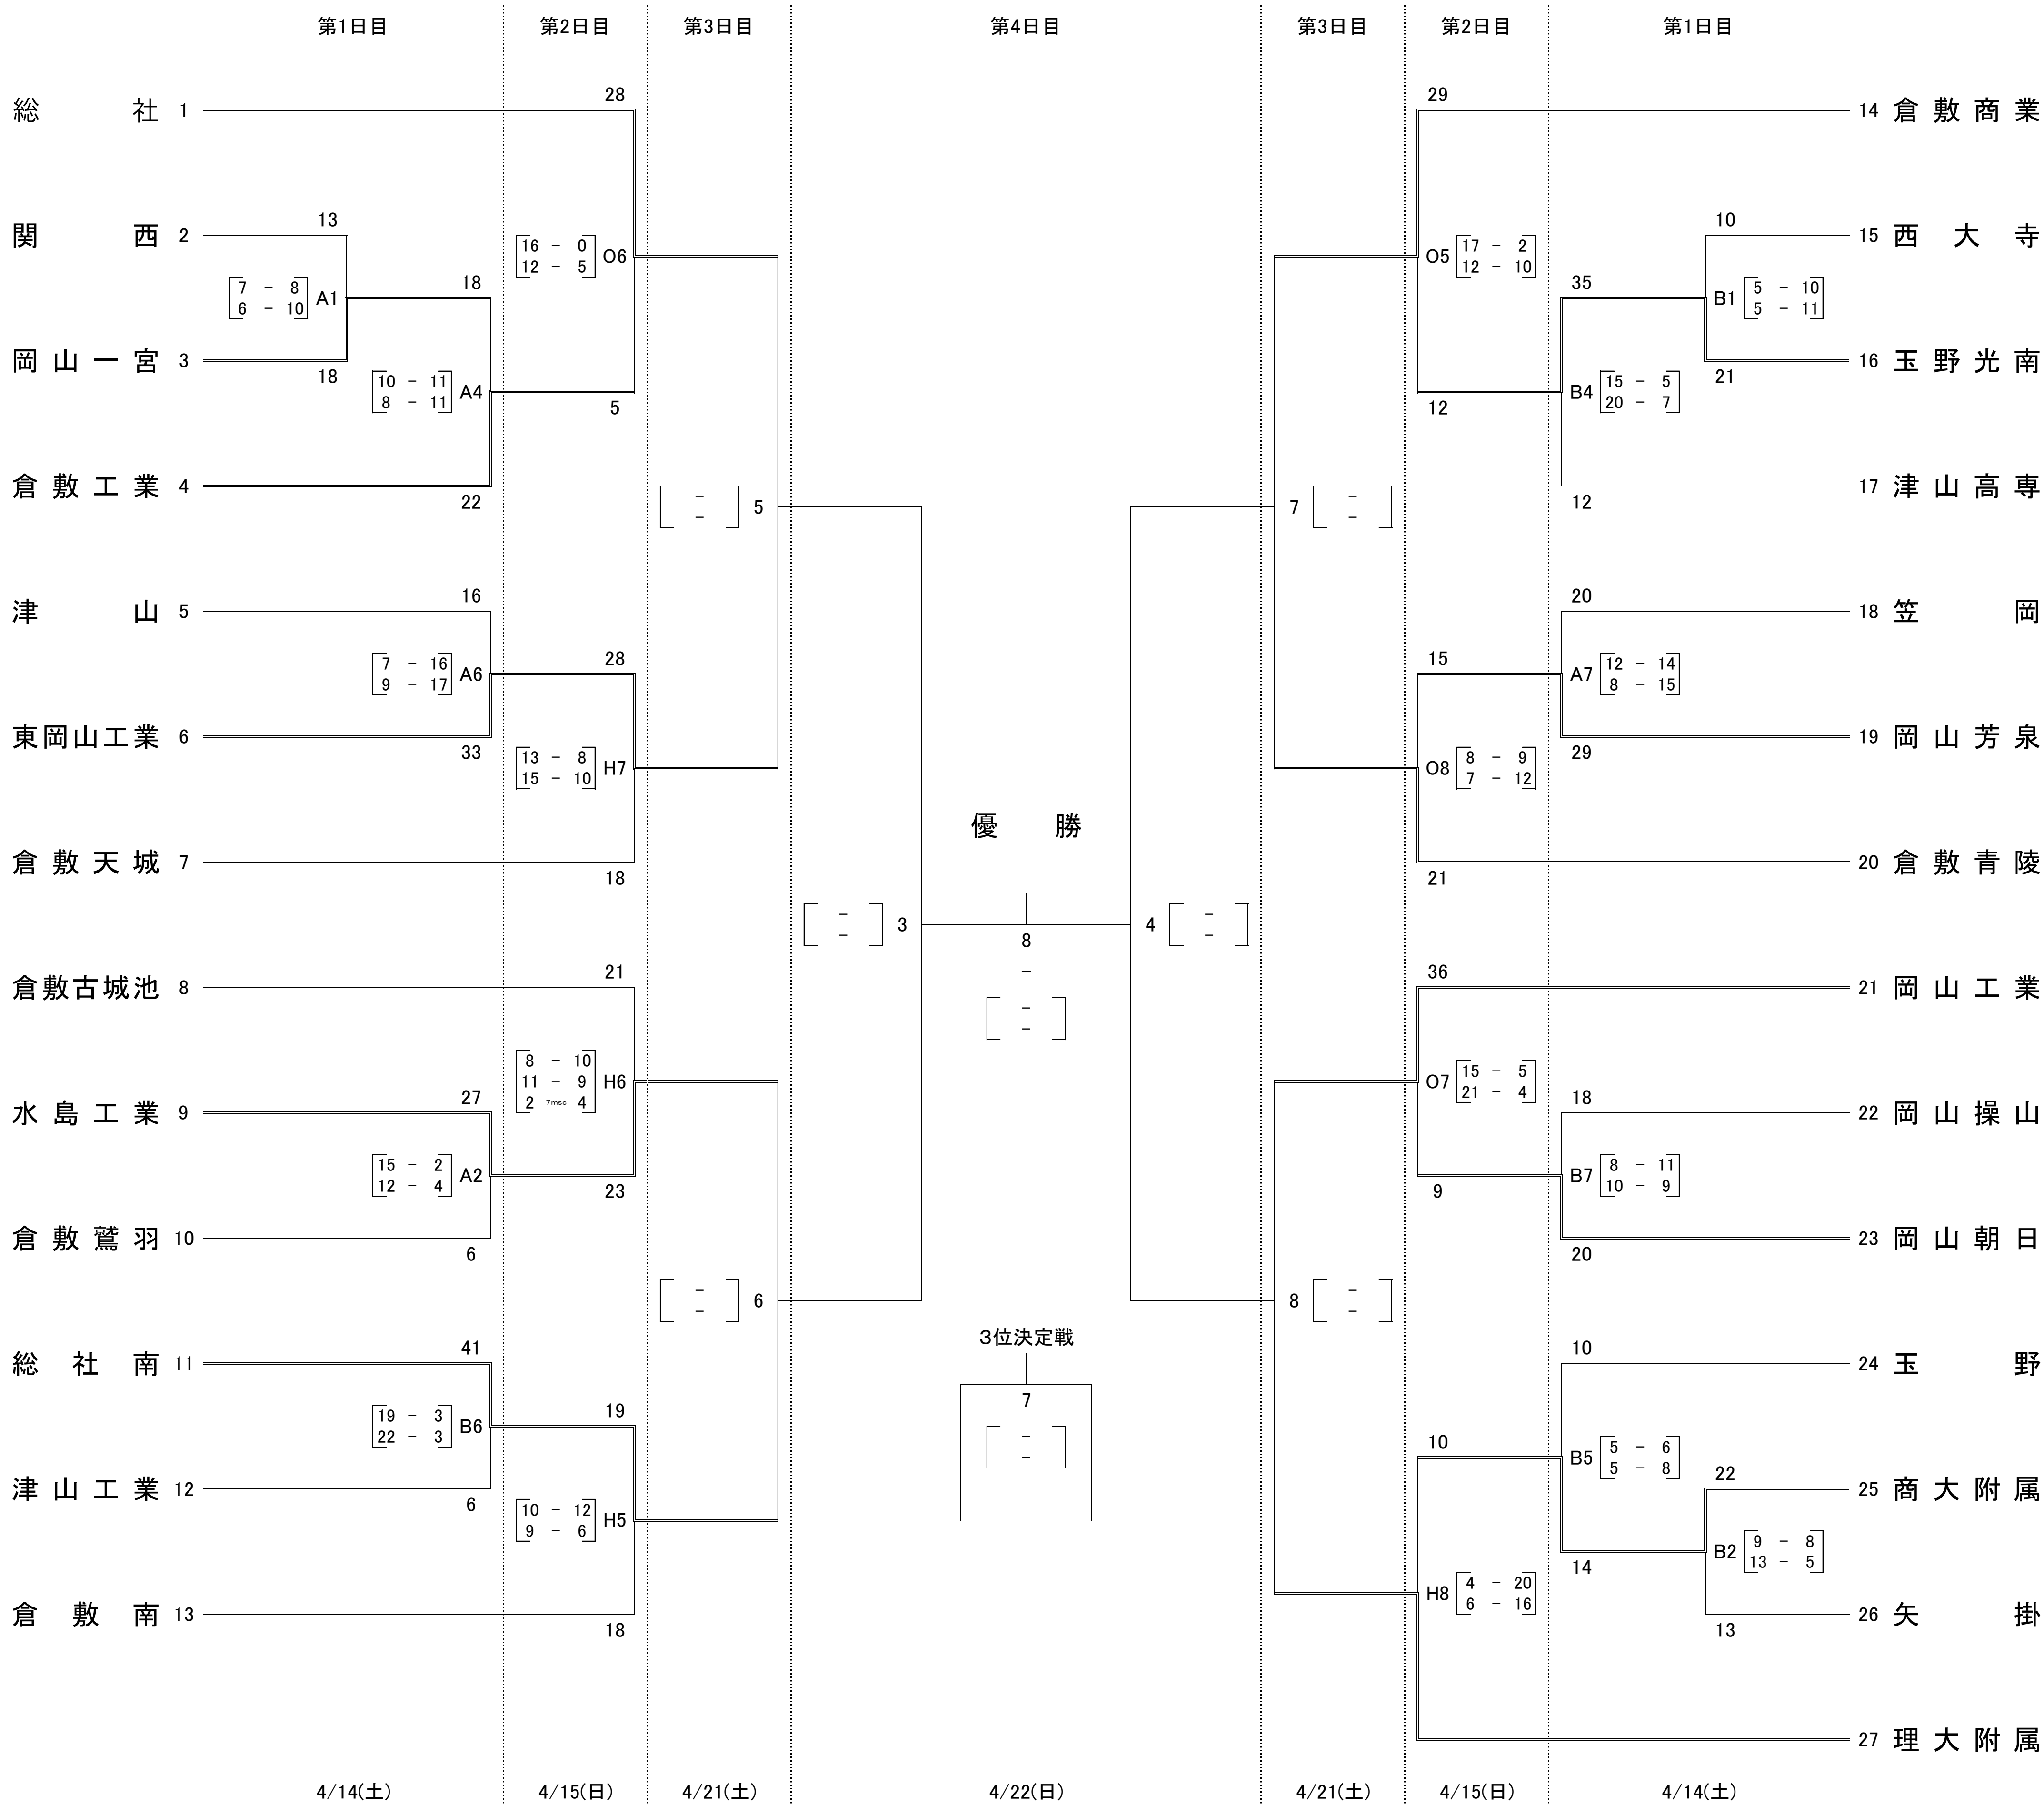 第1日目 第2日目 第3日目 第4日目 第3日目 第2日目 第1日目
28 29
総社 1 14 倉敷商業
13 10
関西 2 15 西大寺
16 - 0 17 - 2
O6 O5
12 - 5 12 - 10
18 35
7 - 8 5 - 10
A1 B1
6 - 10 5 - 11
岡山一宮 3 16 玉野光南
18 21
10 - 11 15 - 5
A4 B4
8 - 11 20 - 7
5 12
倉敷工業 4 17 津山高専
22 12
- -
5 7
- -
16 20
津山 5 18 笠岡
28 15
7 - 16 12 - 14
A6 A7
9 - 17 8 - 15
東岡山工業 6 19 岡山芳泉
33 29
13 - 8 8 - 9
H7 O8
15 - 10 7 - 12
優勝
倉敷天城 7 20 倉敷青陵
18 21
- -
3 4
- -
8
-
21 36
倉敷古城池 8 21 岡山工業
-
-
8 - 10 15 - 5
11 - 9 H6 O7
2 7msc 4 21 - 4
27 18
水島工業 9 22 岡山操山
15 - 2 8 - 11
A2 B7
12 - 4 10 - 9
23 9
倉敷鷲羽 10 23 岡山朝日
6 20
- -
6 8
- -
3位決定戦
41 10
総社南 11 24 玉野
7
19 10
19 - 3 5 - 6
B6 B5
22 - 3 5 - 8
-
-
22
津山工業 12 25 商大附属
6
10 - 12 9 - 8
H5 B2
9 - 6 13 - 5
14
4 - 20
H8
6 - 16
倉敷南 13 26 矢掛
18 13
27 理大附属
4/14(土) 4/15(日) 4/21(土) 4/22(日) 4/21(土) 4/15(日) 4/14(土)